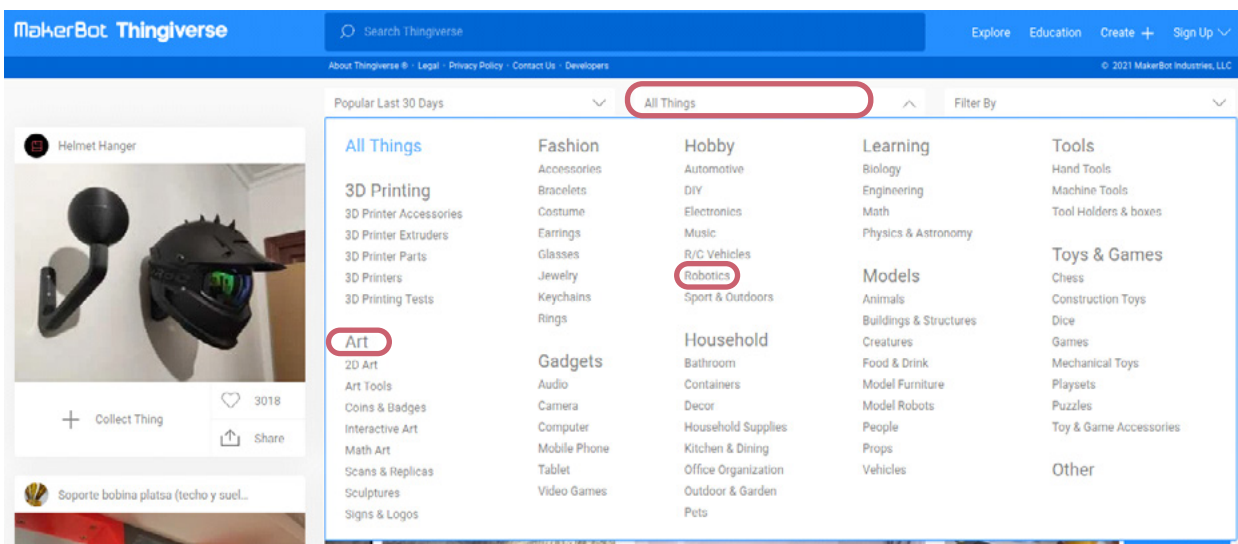 MakerBot Thingiverse
Search Thingiverse
Explore
Education
Create +
Sign Up
About Thingiverse ® · Legal · Privacy Policy · Contact Us · Developers
© 2021 MakerBot Industries, LLC
Popular Last 30 Days
All Things
Filter By
Helmet Hanger
Collect Thing
3018
Share
Soporte bobina platsa (techo y suel...
All Things
3D Printing
3D Printer Accessories
3D Printer Extruders
3D Printer Parts
3D Printers
3D Printing Tests
Art
2D Art
Art Tools
Coins & Badges
Interactive Art
Math Art
Scans & Replicas
Sculptures
Signs & Logos
Fashion
Accessories
Bracelets
Costume
Earrings
Glasses
Jewelry
Keychains
Rings
Gadgets
Audio
Camera
Computer
Mobile Phone
Tablet
Video Games
Hobby
Automotive
DIY
Electronics
Music
R/C Vehicles
Robotics
Sport & Outdoors
Household
Bathroom
Containers
Decor
Household Supplies
Kitchen & Dining
Office Organization
Outdoor & Garden
Pets
Learning
Biology
Engineering
Math
Physics & Astronomy
Models
Animals
Buildings & Structures
Creatures
Food & Drink
Model Furniture
Model Robots
People
Props
Vehicles
Tools
Hand Tools
Machine Tools
Tool Holders & boxes
Toys & Games
Chess
Construction Toys
Dice
Games
Mechanical Toys
Playsets
Puzzles
Toy & Game Accessories
Other